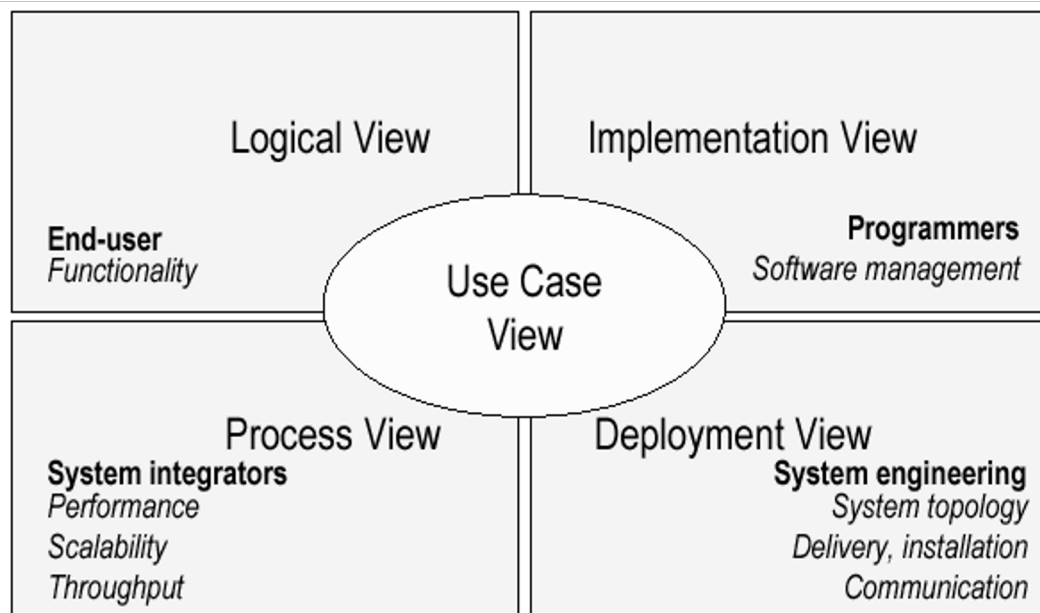 Logical View
End-user
Functionality
Implementation View
Programmers
Software management
Use Case
View
Process View
System integrators
Performance
Scalability
Throughput
Deployment View
System engineering
System topology
Delivery, installation
Communication